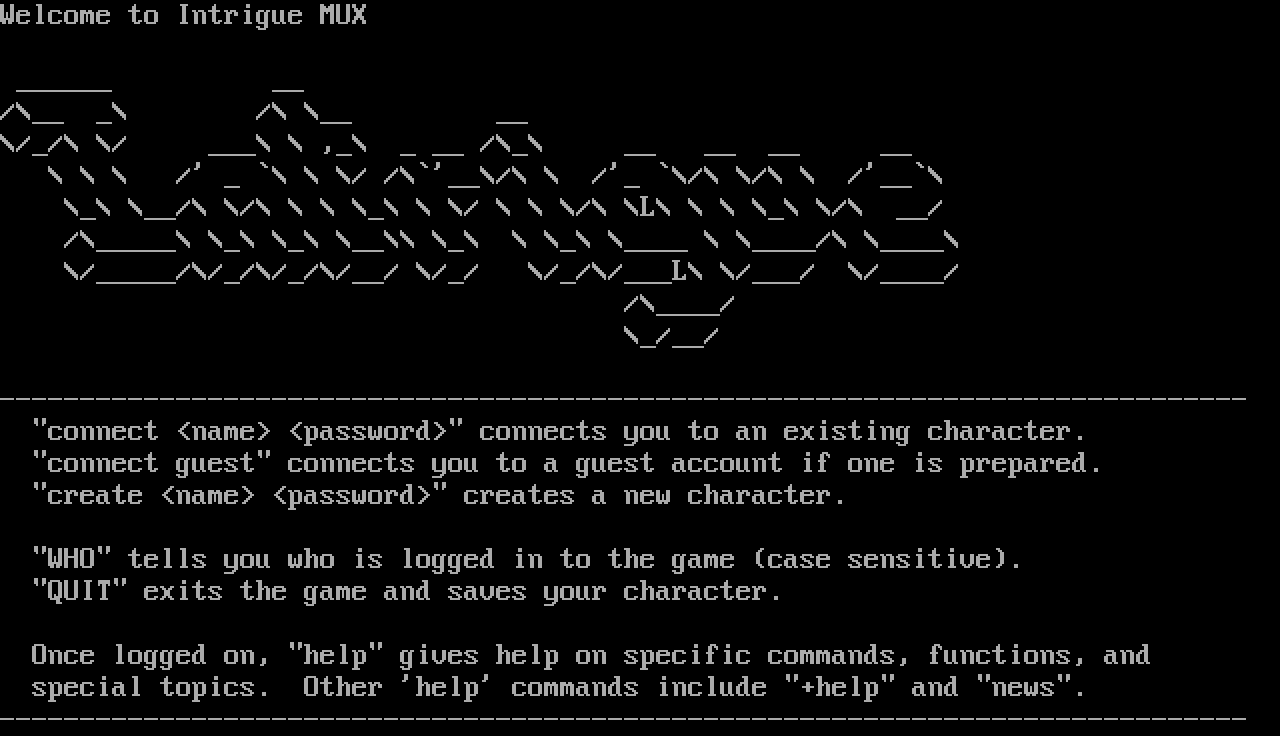 Welcome to Intrigue MUX
Intrigue
"connect <name> <password>" connects you to an existing character.
"connect guest" connects you to a guest account if one is prepared.
"create <name> <password>" creates a new character.
"WHO" tells you who is logged in to the game (case sensitive).
"QUIT" exits the game and saves your character.
Once logged on, "help" gives help on specific commands, functions, and
special topics.  Other 'help' commands include "+help" and "news".